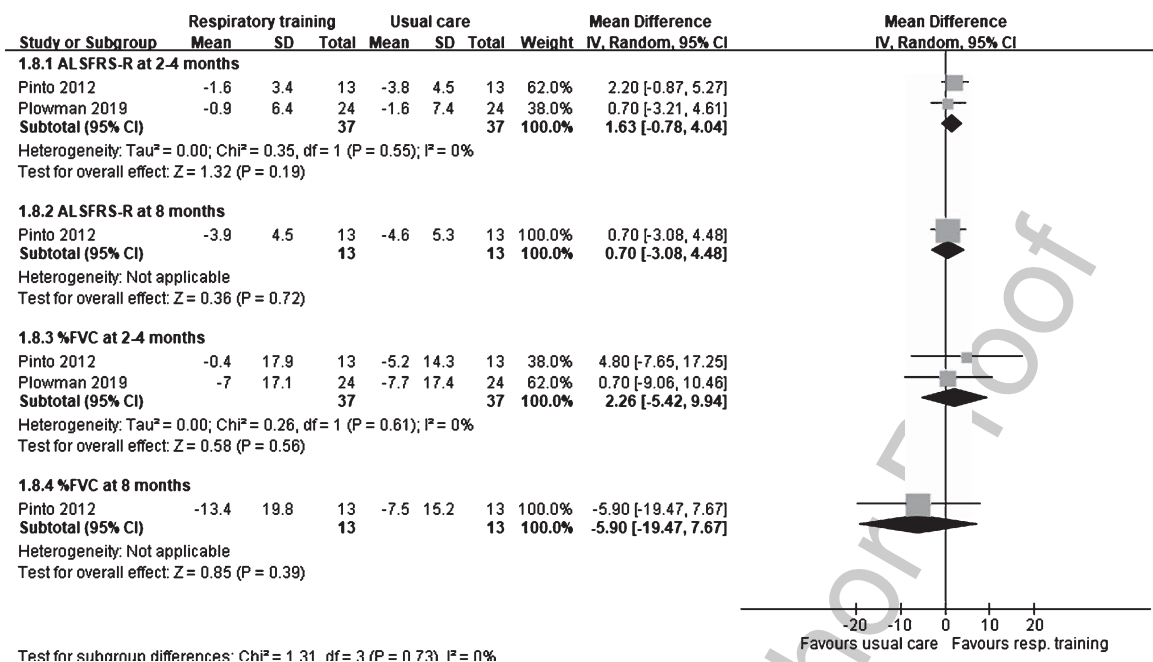 Respiratory training Usual care Mean Difference Mean Difference
Study or Subgroup Mean SD Total Mean SD Total Weight IV, Random, 95% CI IV, Random, 95% CI
1.8.1 ALSFRS-R at 2-4 months
Pinto 2012 -1.6 3.4 13 -3.8 4.5 13 62.0% 2.20 [-0.87, 5.27]
Plowman 2019 -0.9 6.4 24 -1.6 7.4 24 38.0% 0.70 [-3.21, 4.61]
Subtotal (95% CI) 37 37 100.0% 1.63 [-0.78, 4.04]
Heterogeneity: Tau² = 0.00; Chi² = 0.35, df = 1 (P = 0.55); I² = 0%
Test for overall effect: Z = 1.32 (P = 0.19)
1.8.2 ALSFRS-R at 8 months
Pinto 2012 -3.9 4.5 13 -4.6 5.3 13 100.0% 0.70 [-3.08, 4.48]
Subtotal (95% CI) 13 13 100.0% 0.70 [-3.08, 4.48]
Heterogeneity: Not applicable
Test for overall effect: Z = 0.36 (P = 0.72)
1.8.3 %FVC at 2-4 months
Pinto 2012 -0.4 17.9 13 -5.2 14.3 13 38.0% 4.80 [-7.65, 17.25]
Plowman 2019 -7 17.1 24 -7.7 17.4 24 62.0% 0.70 [-9.06, 10.46]
Subtotal (95% CI) 37 37 100.0% 2.26 [-5.42, 9.94]
Heterogeneity: Tau² = 0.00; Chi² = 0.26, df = 1 (P = 0.61); I² = 0%
Test for overall effect: Z = 0.58 (P = 0.56)
1.8.4 %FVC at 8 months
Pinto 2012 -13.4 19.8 13 -7.5 15.2 13 100.0% -5.90 [-19.47, 7.67]
Subtotal (95% CI) 13 13 100.0% -5.90 [-19.47, 7.67]
Heterogeneity: Not applicable
Test for overall effect: Z = 0.85 (P = 0.39)
-20 -10 0 10 20
Favours usual care Favours resp. training
Test for subgroup differences: Chi² = 1.31, df = 3 (P = 0.73), I² = 0%